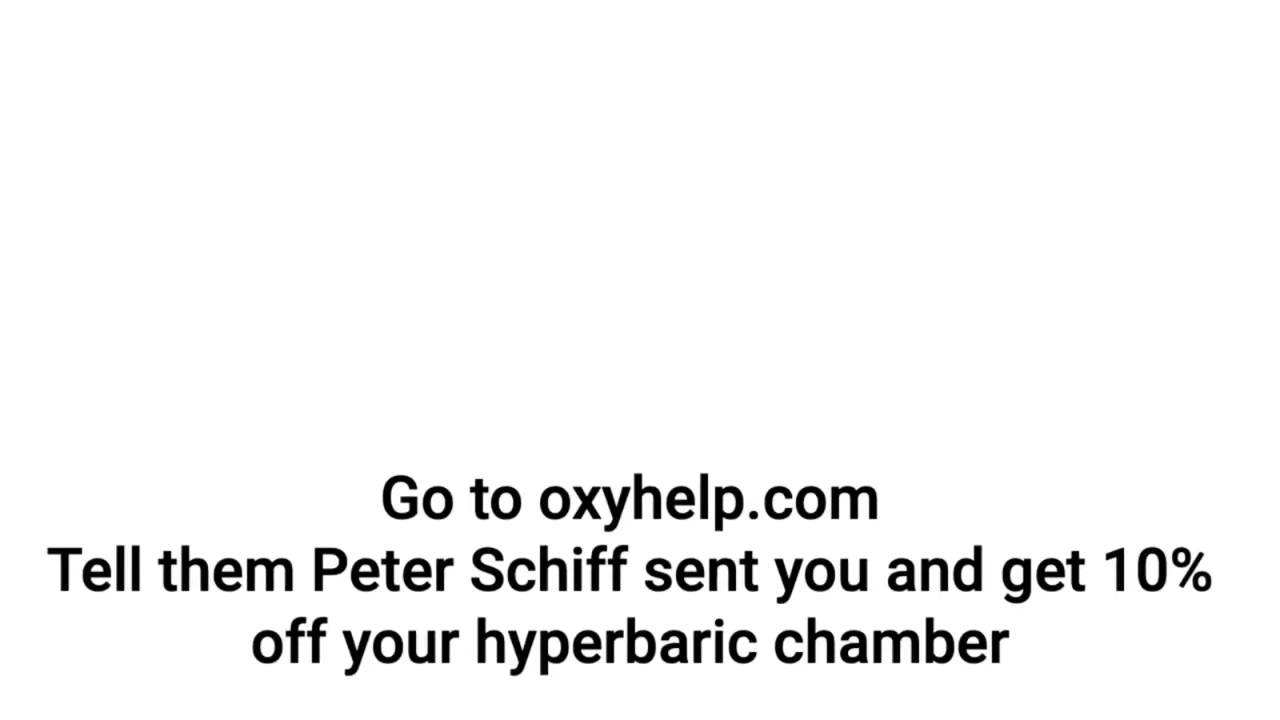 Go to oxyhelp.com
Tell them Peter Schiff sent you and get 10%
off your hyperbaric chamber